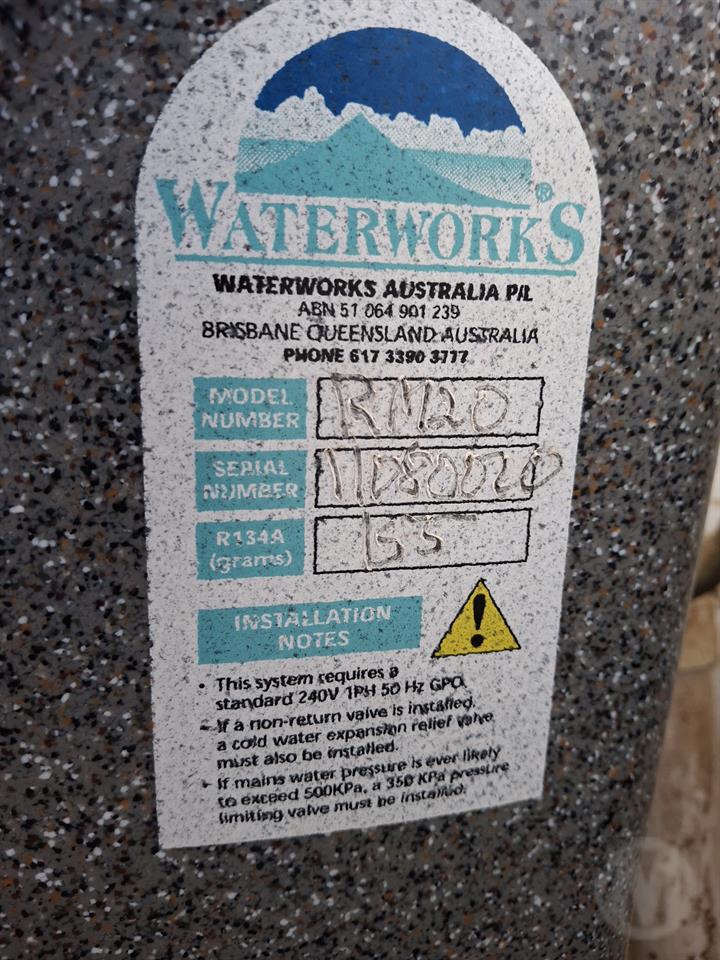 WATERWORKS®
WATERWORKS AUSTRALIA P/L
ABN 51 064 901 239
BRISBANE QUEENSLAND AUSTRALIA
PHONE 617 3390 3777
MODEL NUMBER RM20
SERIAL NUMBER 11080020
R134A (grams) 155
INSTALLATION
NOTES
!
• This system requires a
standard 240V 1PH 50 Hz GPO.
• If a non-return valve is installed,
a cold water expansion relief valve
must also be installed.
• If mains water pressure is ever likely
to exceed 500KPa, a 350 KPa pressure
limiting valve must be installed.
M